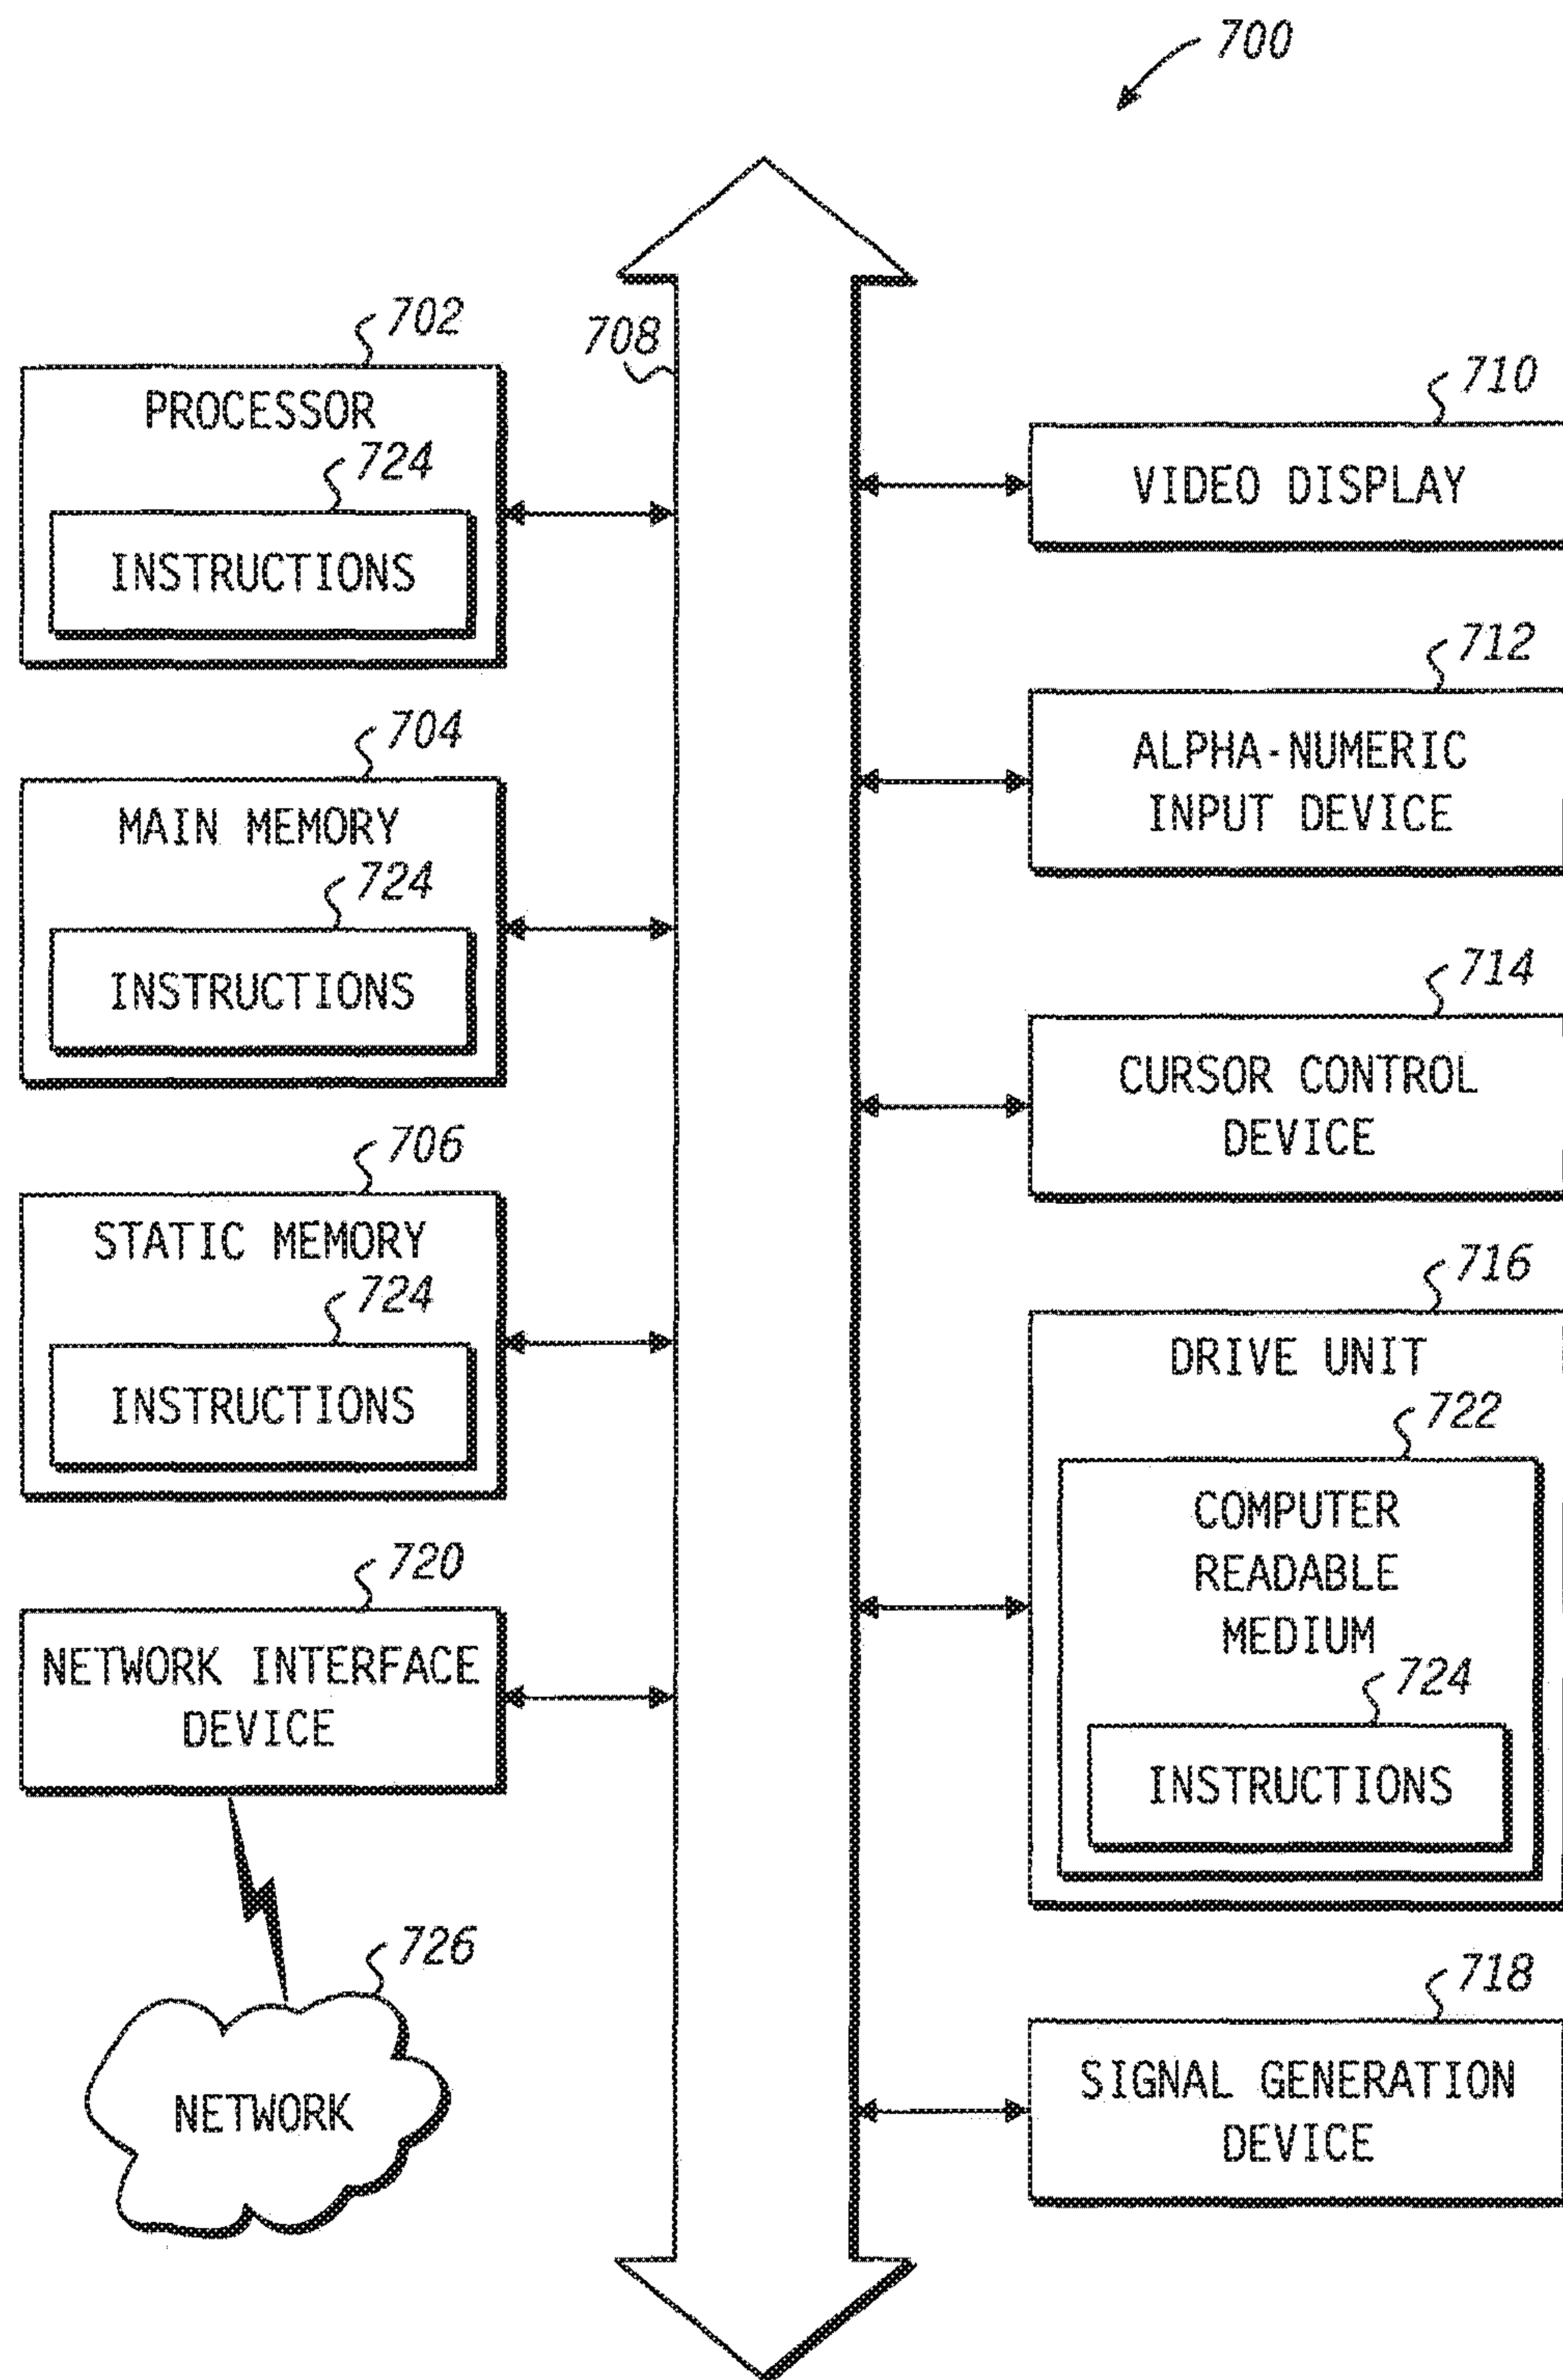 700
702
PROCESSOR
724
INSTRUCTIONS
704
MAIN MEMORY
724
INSTRUCTIONS
706
STATIC MEMORY
724
INSTRUCTIONS
720
NETWORK INTERFACE
DEVICE
726
NETWORK
708
710
VIDEO DISPLAY
712
ALPHA-NUMERIC
INPUT DEVICE
714
CURSOR CONTROL
DEVICE
716
DRIVE UNIT
722
COMPUTER
READABLE
MEDIUM
724
INSTRUCTIONS
718
SIGNAL GENERATION
DEVICE